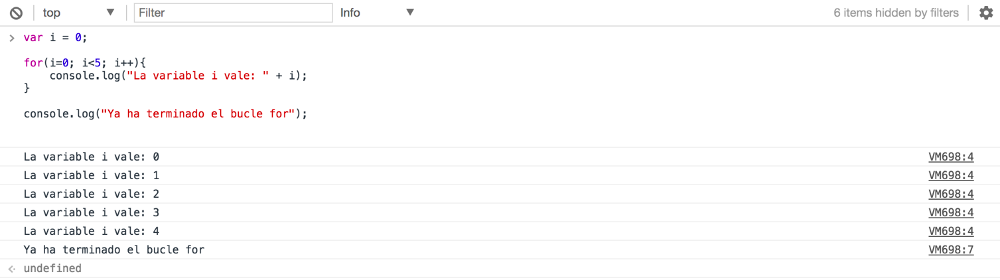 top Filter Info 6 items hidden by filters
var i = 0;
for(i=0; i<5; i++){
    console.log("La variable i vale: " + i);
}
console.log("Ya ha terminado el bucle for");
La variable i vale: 0 VM698:4
La variable i vale: 1 VM698:4
La variable i vale: 2 VM698:4
La variable i vale: 3 VM698:4
La variable i vale: 4 VM698:4
Ya ha terminado el bucle for VM698:7
undefined